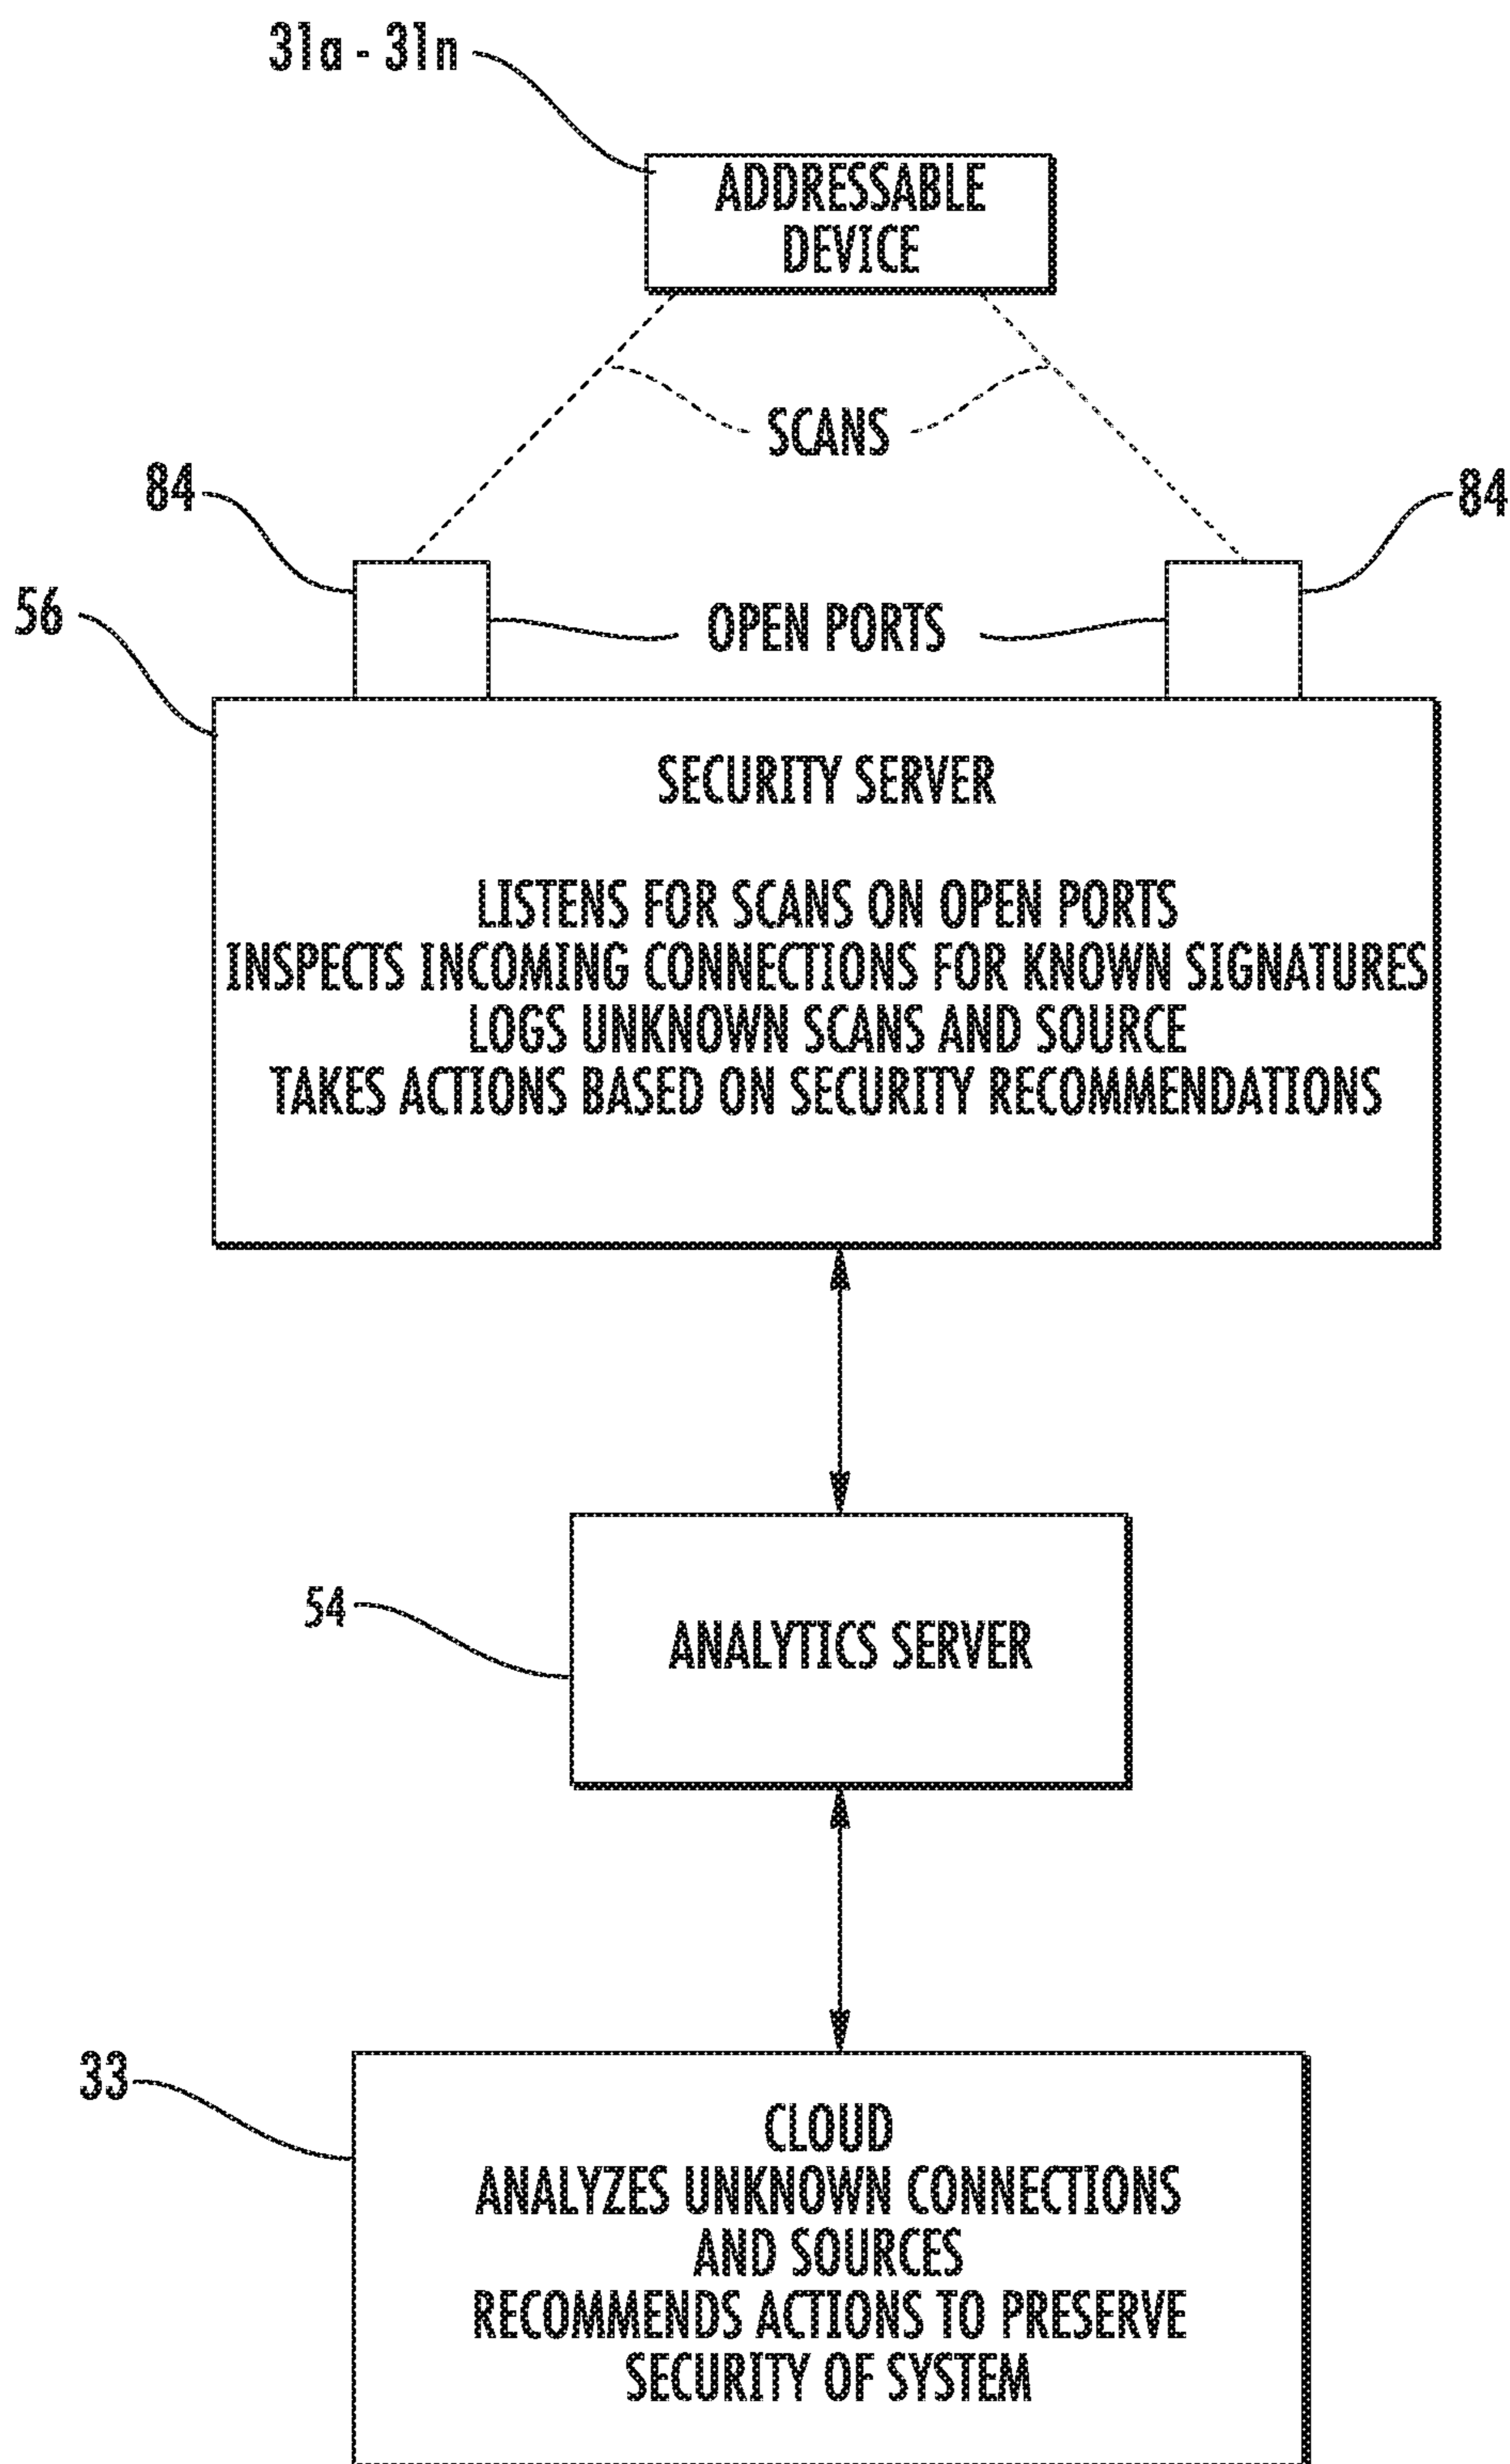 31a - 31n
ADDRESSABLE
DEVICE
SCANS
84
84
56
OPEN PORTS
SECURITY SERVER
LISTENS FOR SCANS ON OPEN PORTS
INSPECTS INCOMING CONNECTIONS FOR KNOWN SIGNATURES
LOGS UNKNOWN SCANS AND SOURCE
TAKES ACTIONS BASED ON SECURITY RECOMMENDATIONS
54
ANALYTICS SERVER
33
CLOUD
ANALYZES UNKNOWN CONNECTIONS
AND SOURCES
RECOMMENDS ACTIONS TO PRESERVE
SECURITY OF SYSTEM